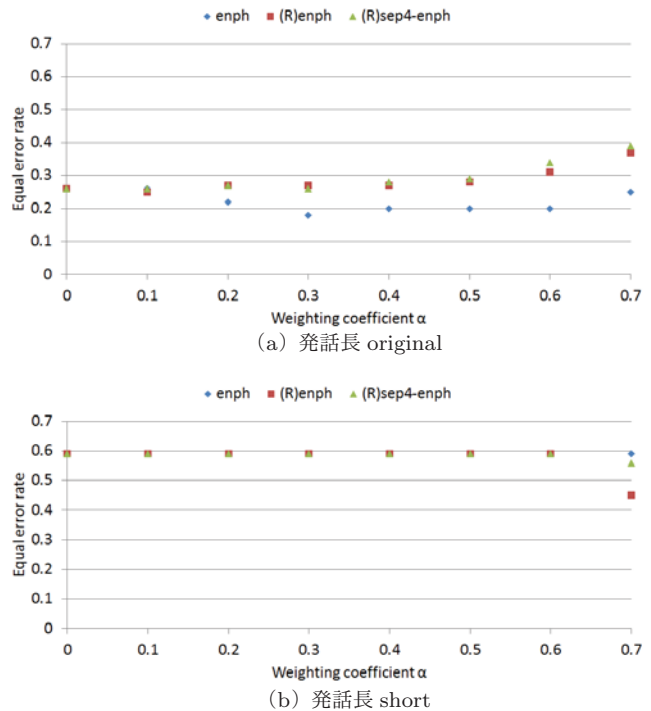 enph (R)enph (R)sep4-enph
0.7
0.6
0.5
0.4
0.3
0.2
0.1
0
Equal error rate
0 0.1 0.2 0.3 0.4 0.5 0.6 0.7
Weighting coefficient α
（a）発話長 original
enph (R)enph (R)sep4-enph
0.7
0.6
0.5
0.4
0.3
0.2
0.1
0
Equal error rate
0 0.1 0.2 0.3 0.4 0.5 0.6 0.7
Weighting coefficient α
（b）発話長 short